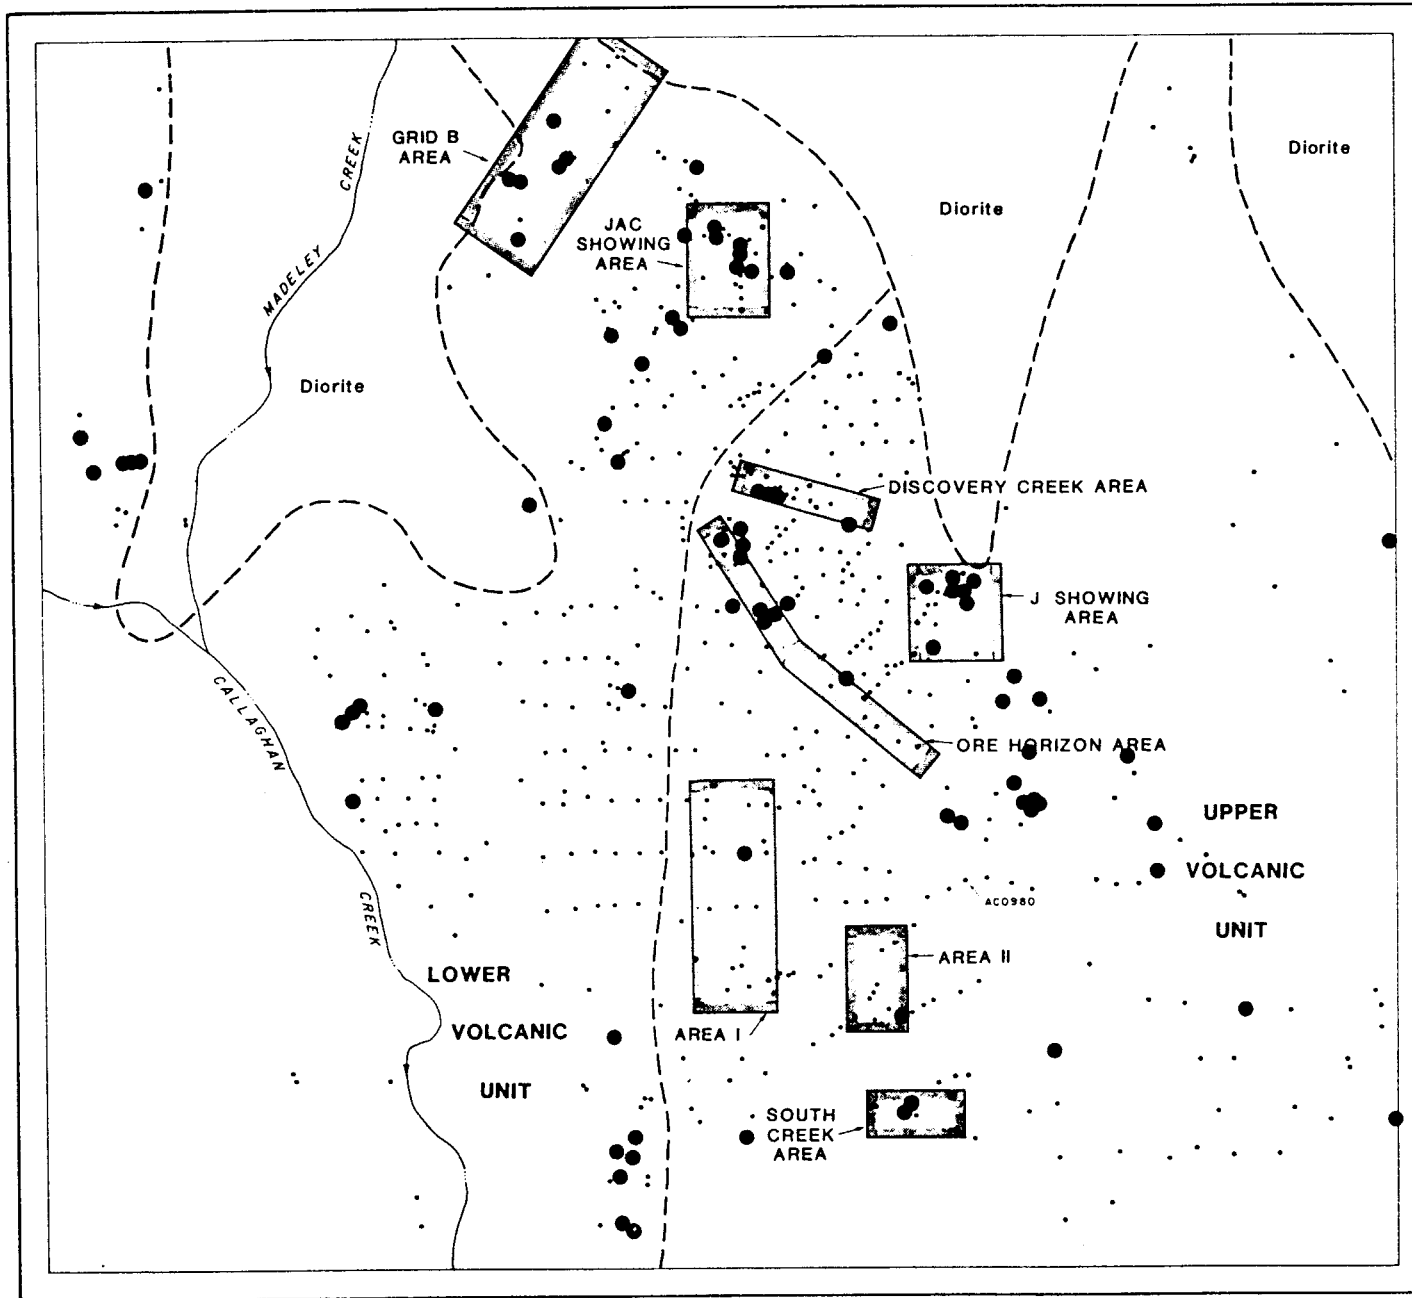 GRID B
AREA
CREEK
MADELEY
Diorite
Diorite
JAC
SHOWING
AREA
Diorite
DISCOVERY CREEK AREA
J SHOWING
AREA
CALLAGHAN
CREEK
ORE HORIZON AREA
UPPER
VOLCANIC
UNIT
AC0980
LOWER
VOLCANIC
UNIT
AREA II
AREA I
SOUTH
CREEK
AREA